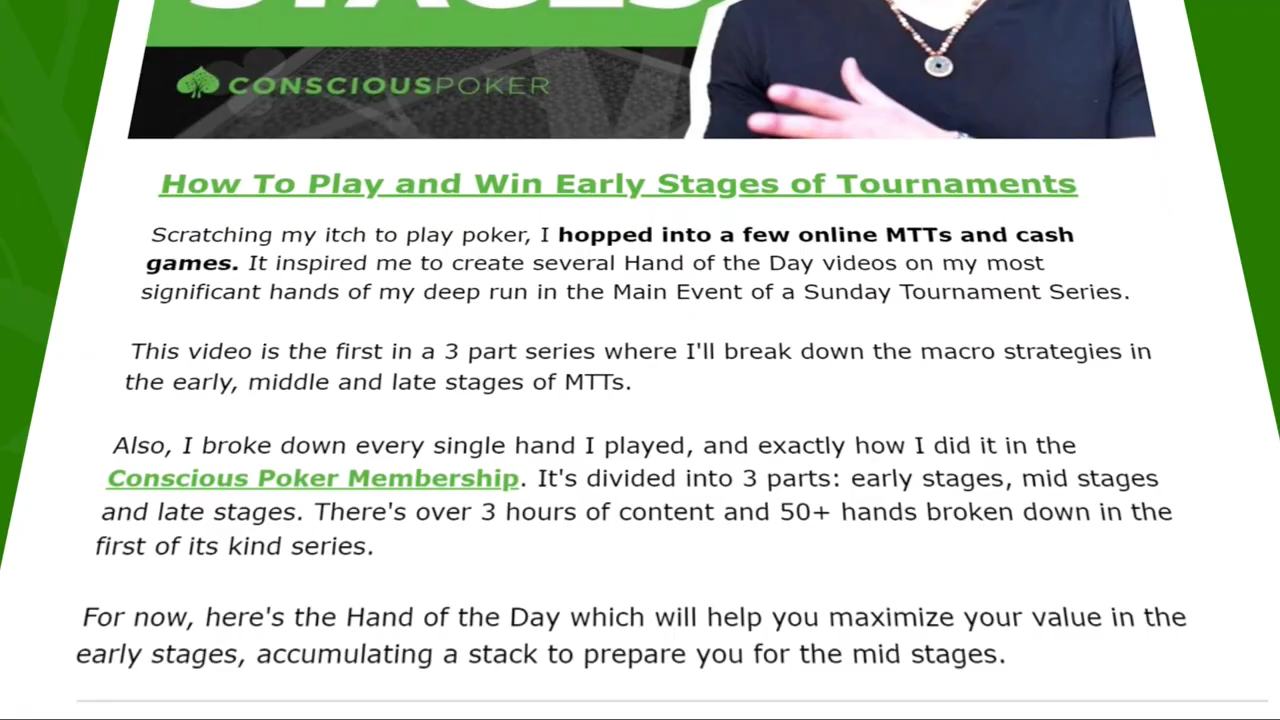 CONSCIOUSPOKER
How To Play and Win Early Stages of Tournaments
Scratching my itch to play poker, I hopped into a few online MTTs and cash
games. It inspired me to create several Hand of the Day videos on my most
significant hands of my deep run in the Main Event of a Sunday Tournament Series.
This video is the first in a 3 part series where I'll break down the macro strategies in
the early, middle and late stages of MTTs.
Also, I broke down every single hand I played, and exactly how I did it in the
Conscious Poker Membership. It's divided into 3 parts: early stages, mid stages
and late stages. There's over 3 hours of content and 50+ hands broken down in the
first of its kind series.
For now, here's the Hand of the Day which will help you maximize your value in the
early stages, accumulating a stack to prepare you for the mid stages.